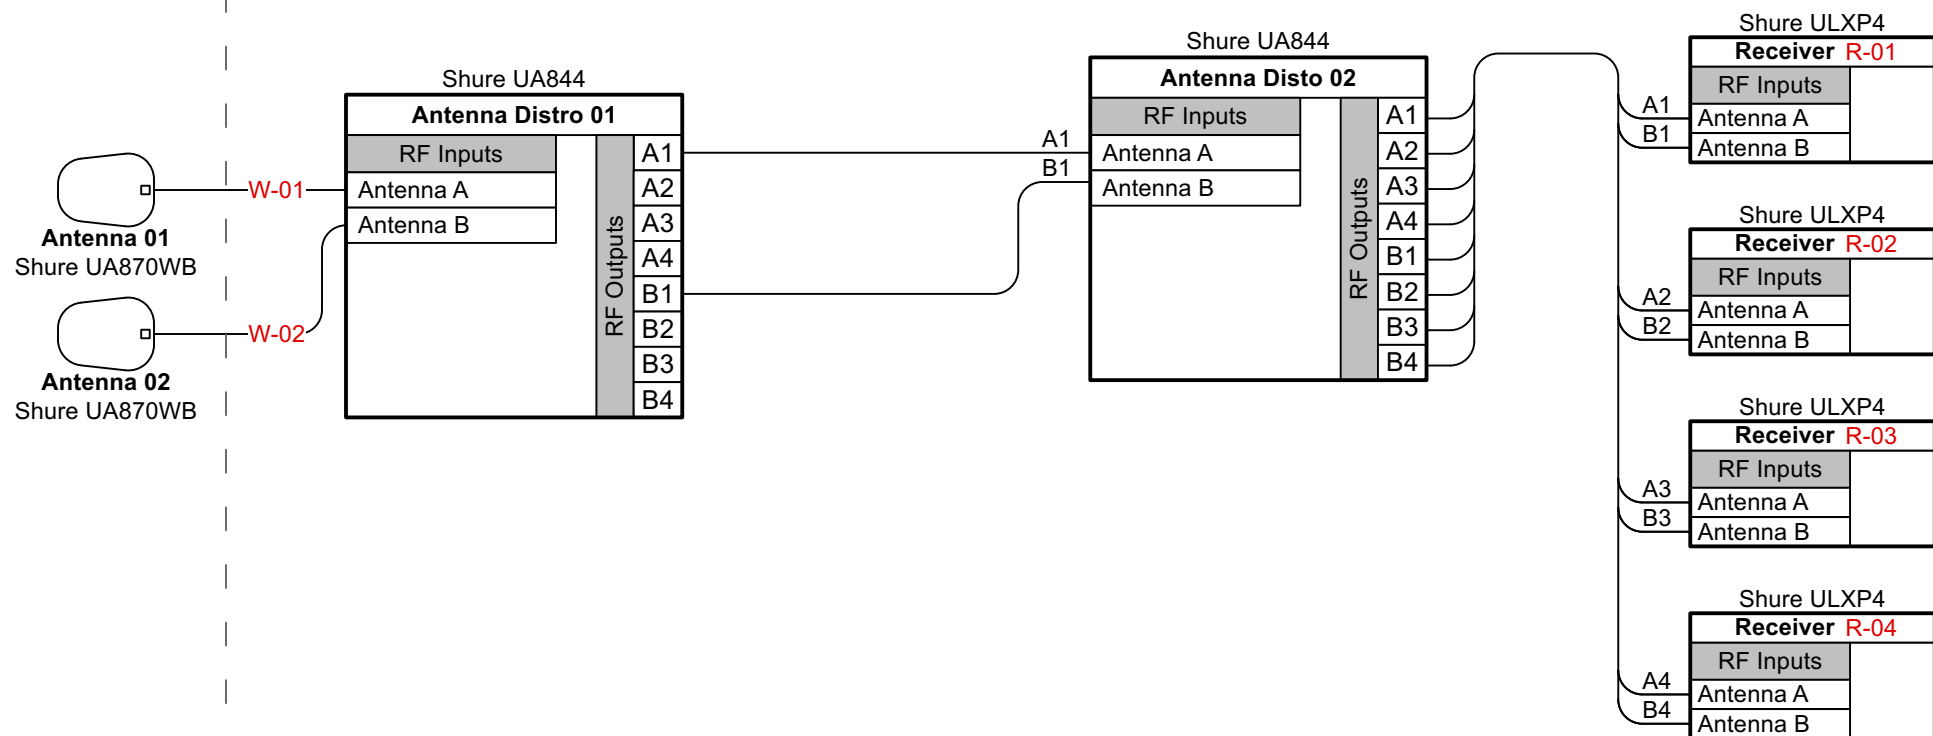 W-01
Antenna 01
Shure UA870WB
W-02
Antenna 02
Shure UA870WB
Shure UA844
Antenna Distro 01
RF Inputs
Antenna A
Antenna B
RF Outputs
A1
A2
A3
A4
B1
B2
B3
B4
A1
B1
Shure UA844
Antenna Disto 02
RF Inputs
Antenna A
Antenna B
RF Outputs
A1
A2
A3
A4
B1
B2
B3
B4
Shure ULXP4
Receiver R-01
RF Inputs
A1 Antenna A
B1 Antenna B
Shure ULXP4
Receiver R-02
RF Inputs
A2 Antenna A
B2 Antenna B
Shure ULXP4
Receiver R-03
RF Inputs
A3 Antenna A
B3 Antenna B
Shure ULXP4
Receiver R-04
RF Inputs
A4 Antenna A
B4 Antenna B